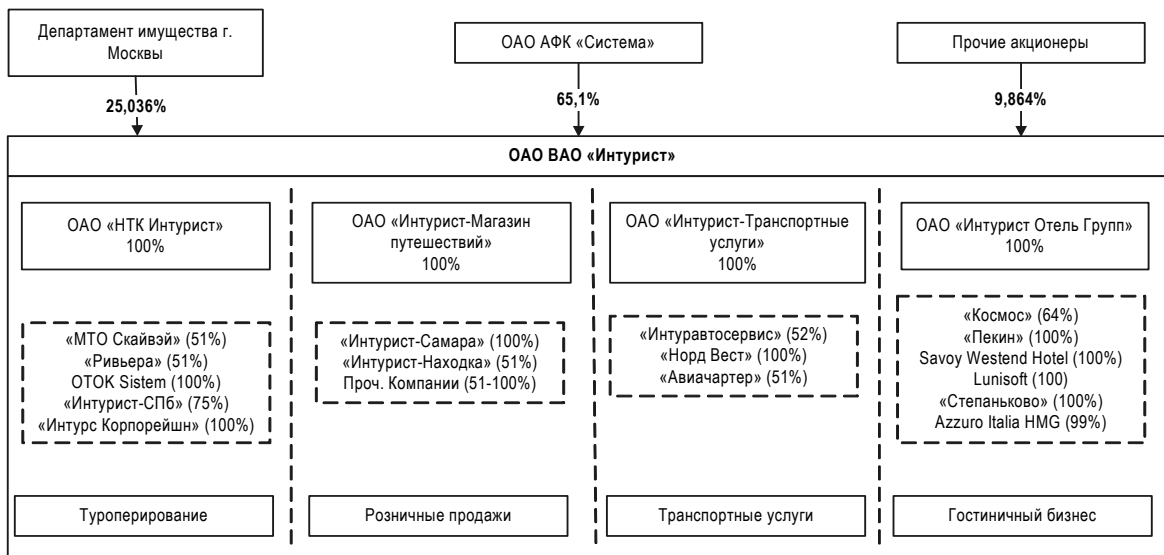 Департамент имущества г.
Москвы
ОАО АФК «Система»
Прочие акционеры
25,036%
65,1%
9,864%
ОАО ВАО «Интурист»
ОАО «НТК Интурист»
100%
ОАО «Интурист-Магазин
путешествий»
100%
ОАО «Интурист-Транспортные
услуги»
100%
ОАО «Интурист Отель Групп»
100%
«МТО Скайвэй» (51%)
«Ривьера» (51%)
OTOK Sistem (100%)
«Интурист-СПб» (75%)
«Интурс Корпорейшн» (100%)
«Интурист-Самара» (100%)
«Интурист-Находка» (51%)
Проч. Компании (51-100%)
«Интуравтосервис» (52%)
«Норд Вест» (100%)
«Авиачартер» (51%)
«Космос» (64%)
«Пекин» (100%)
Savoy Westend Hotel (100%)
Lunisoft (100)
«Степаньково» (100%)
Azzuro Italia HMG (99%)
Туроперирование
Розничные продажи
Транспортные услуги
Гостиничный бизнес